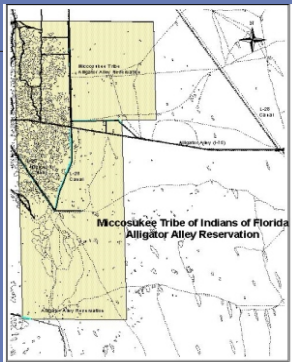 Miccosukee Tribe
Alligator Alley Reservation
N
Alligator Alley (I-75)
L-28
Canal
L-28
Canal
Miccosukee Tribe of Indians of Florida
Alligator Alley Reservation
Alligator Alley Reservation